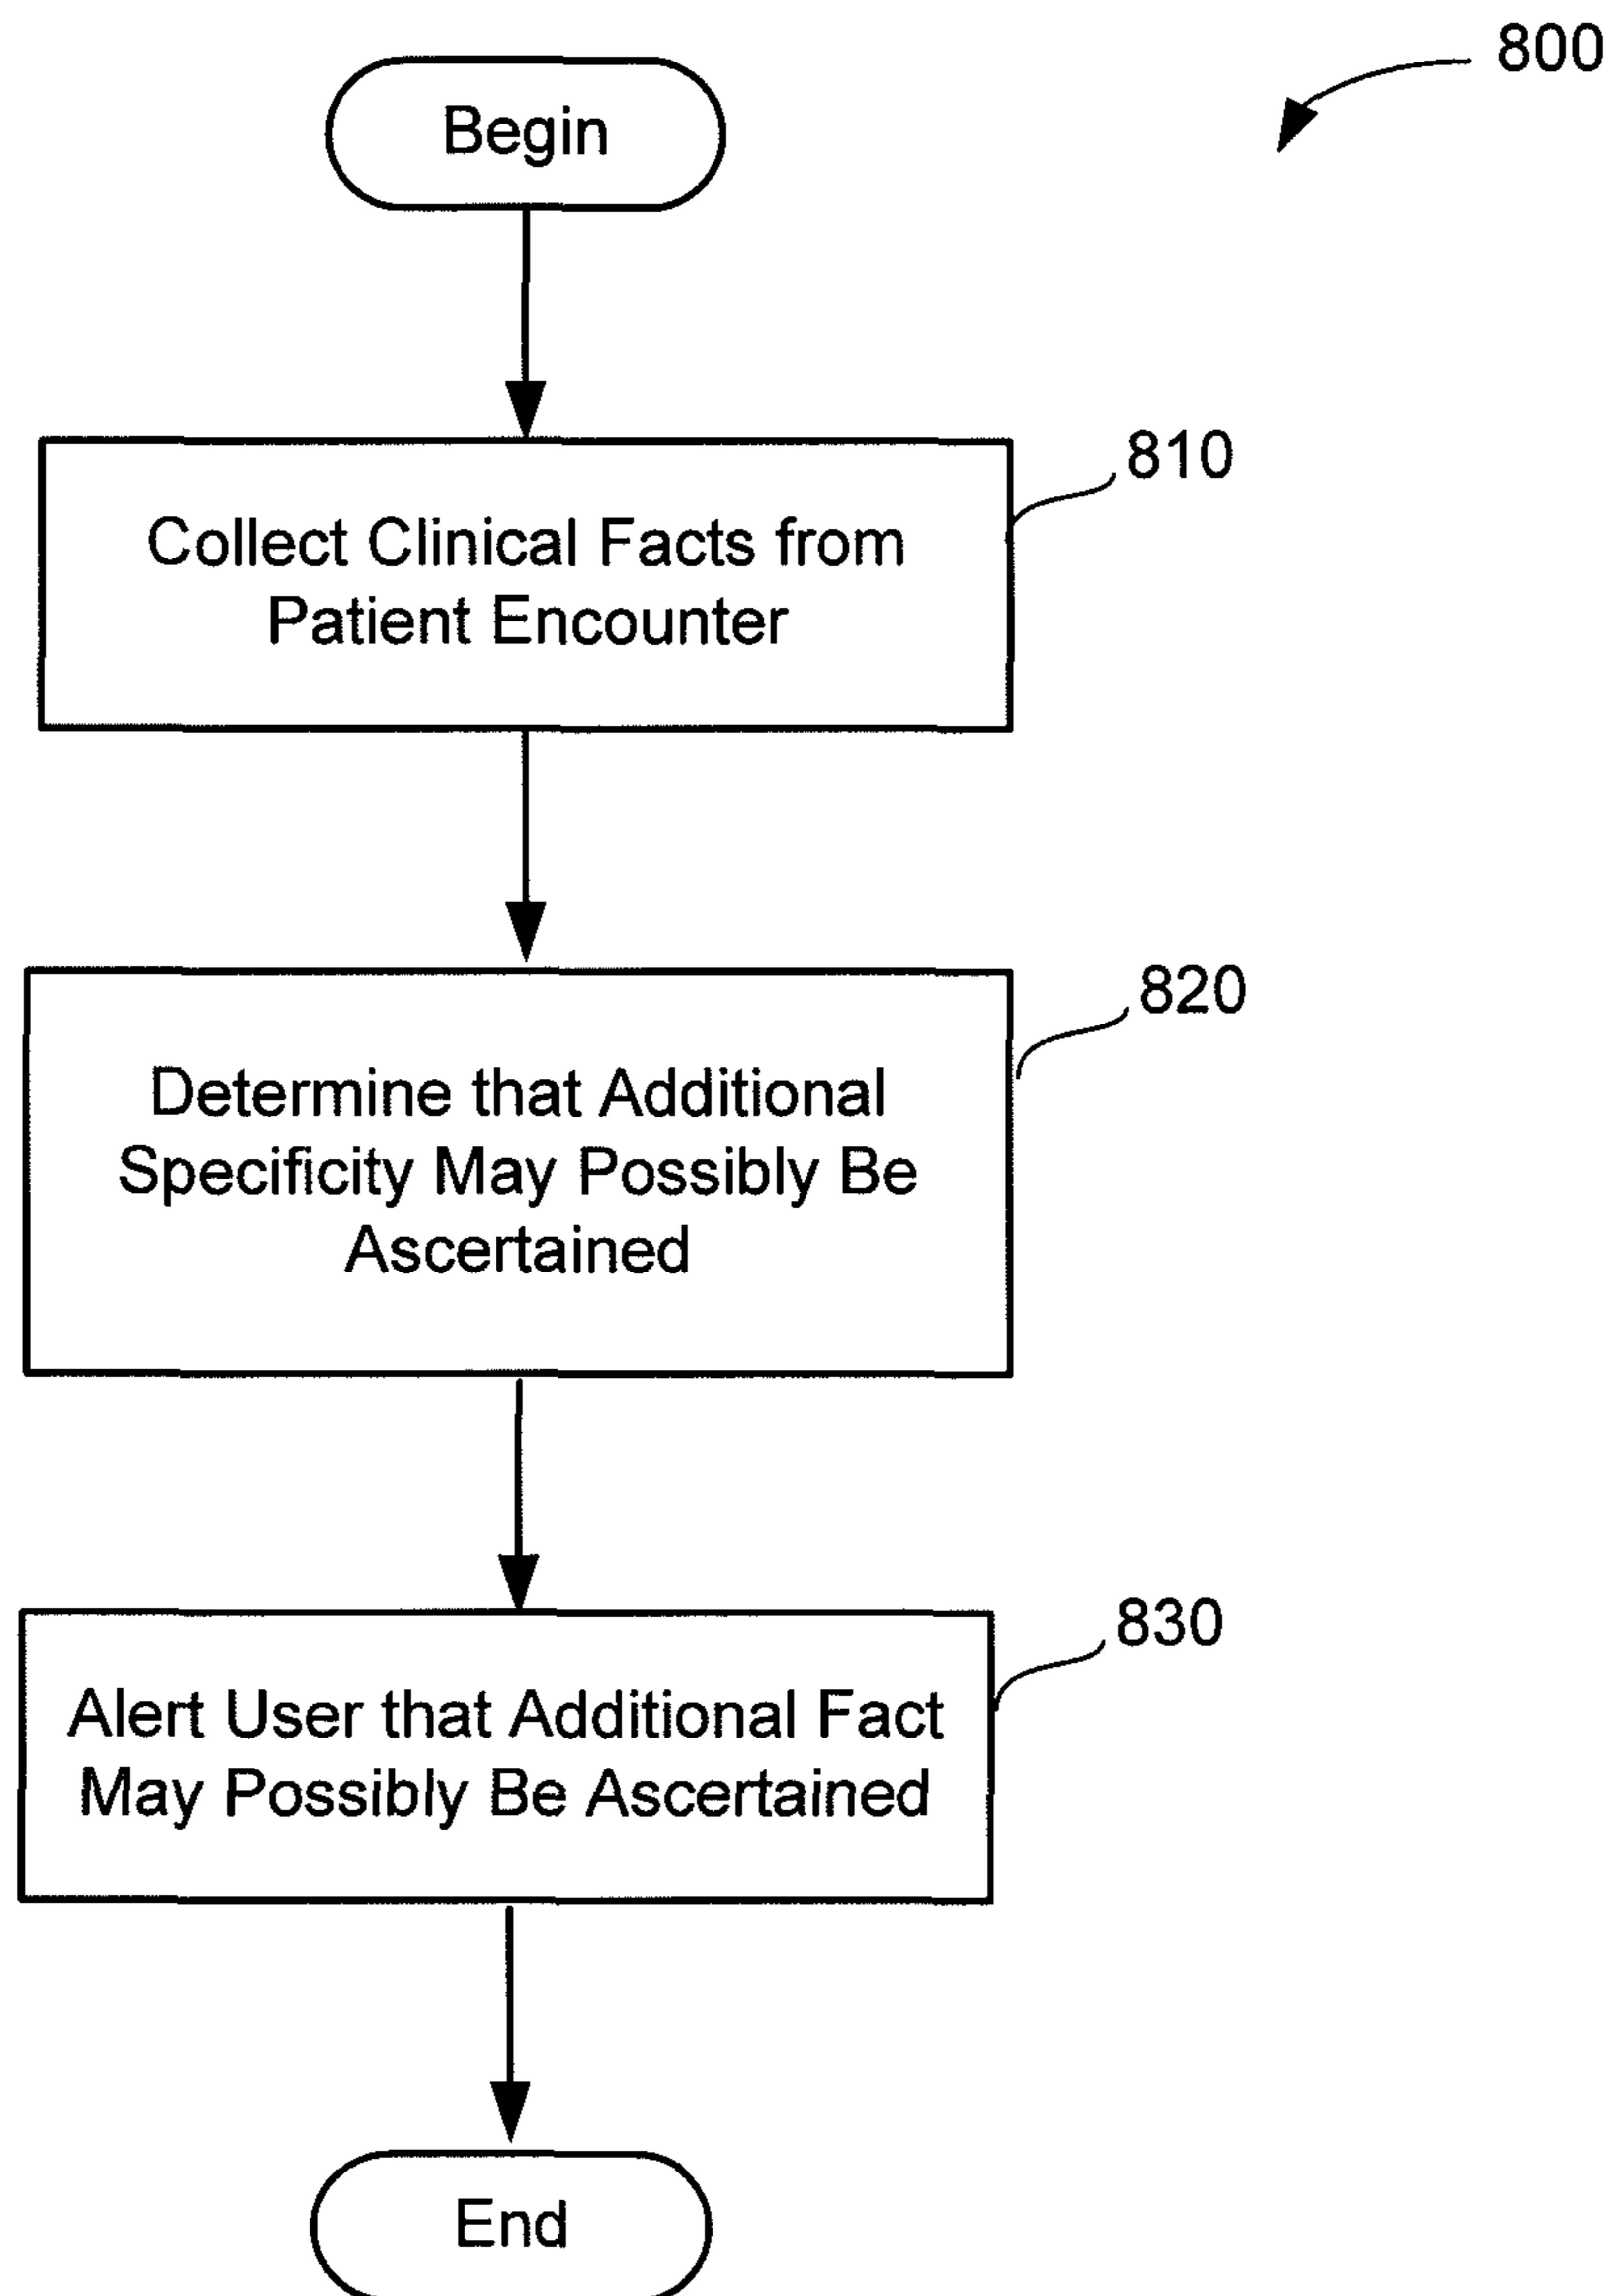 800
Begin
810
Collect Clinical Facts from
Patient Encounter
820
Determine that Additional
Specificity May Possibly Be
Ascertained
830
Alert User that Additional Fact
May Possibly Be Ascertained
End